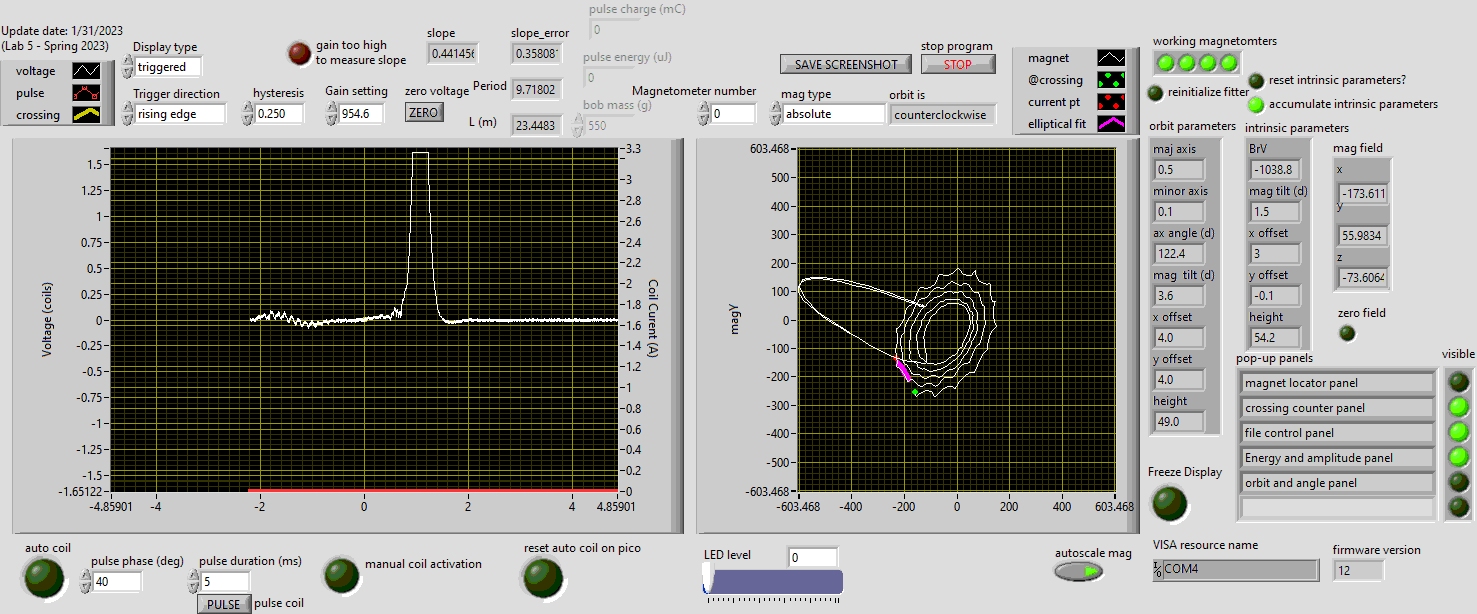 Update date: 1/31/2023
(Lab 5 - Spring 2023)
voltage
pulse
crossing
Display type
triggered
Trigger direction
rising edge
gain too high
to measure slope
hysteresis
0.250
Gain setting
954.6
slope
0.441456
slope_error
0.35808
zero voltage
ZERO
Period
9.71802
L (m)
23.4483
pulse charge (mC)
0
pulse energy (uJ)
0
bob mass (g)
550
Magnetometer number
0
SAVE SCREENSHOT
stop program
STOP
mag type
absolute
orbit is
counterclockwise
magnet
@crossing
current pt
elliptical fit
working magnetomters
reinitialize fitter
reset intrinsic parameters?
accumulate intrinsic parameters
orbit parameters
maj axis
0.5
minor axis
0.1
ax angle (d)
122.4
mag tilt (d)
3.6
x offset
4.0
y offset
4.0
height
49.0
intrinsic parameters
BrV
-1038.8
mag tilt (d)
1.5
x offset
3
y offset
-0.1
height
54.2
mag field
x
-173.611
y
55.9834
z
-73.6064
zero field
Voltage (coils)
1.5
1.25
1
0.75
0.5
0.25
0
-0.25
-0.5
-0.75
-1
-1.25
-1.5
-1.65122
-4.85901
-4
-2
0
2
4
4.85901
3.3
3
2.8
2.6
2.4
2.2
2
1.8
1.6
1.4
1.2
1
0.8
0.6
0.4
0.2
0
Coil Curent (A)
magy
603.468
500
400
300
200
100
0
-100
-200
-300
-400
-500
-603.468
-603.468
-400
-200
0
200
400
603.468
pop-up panels
visible
magnet locator panel
crossing counter panel
file control panel
Energy and amplitude panel
orbit and angle panel
Freeze Display
auto coil
pulse phase (deg)
40
pulse duration (ms)
5
PULSE
pulse coil
manual coil activation
reset auto coil on pico
LED level
0
autoscale mag
VISA resource name
COM4
firmware version
12